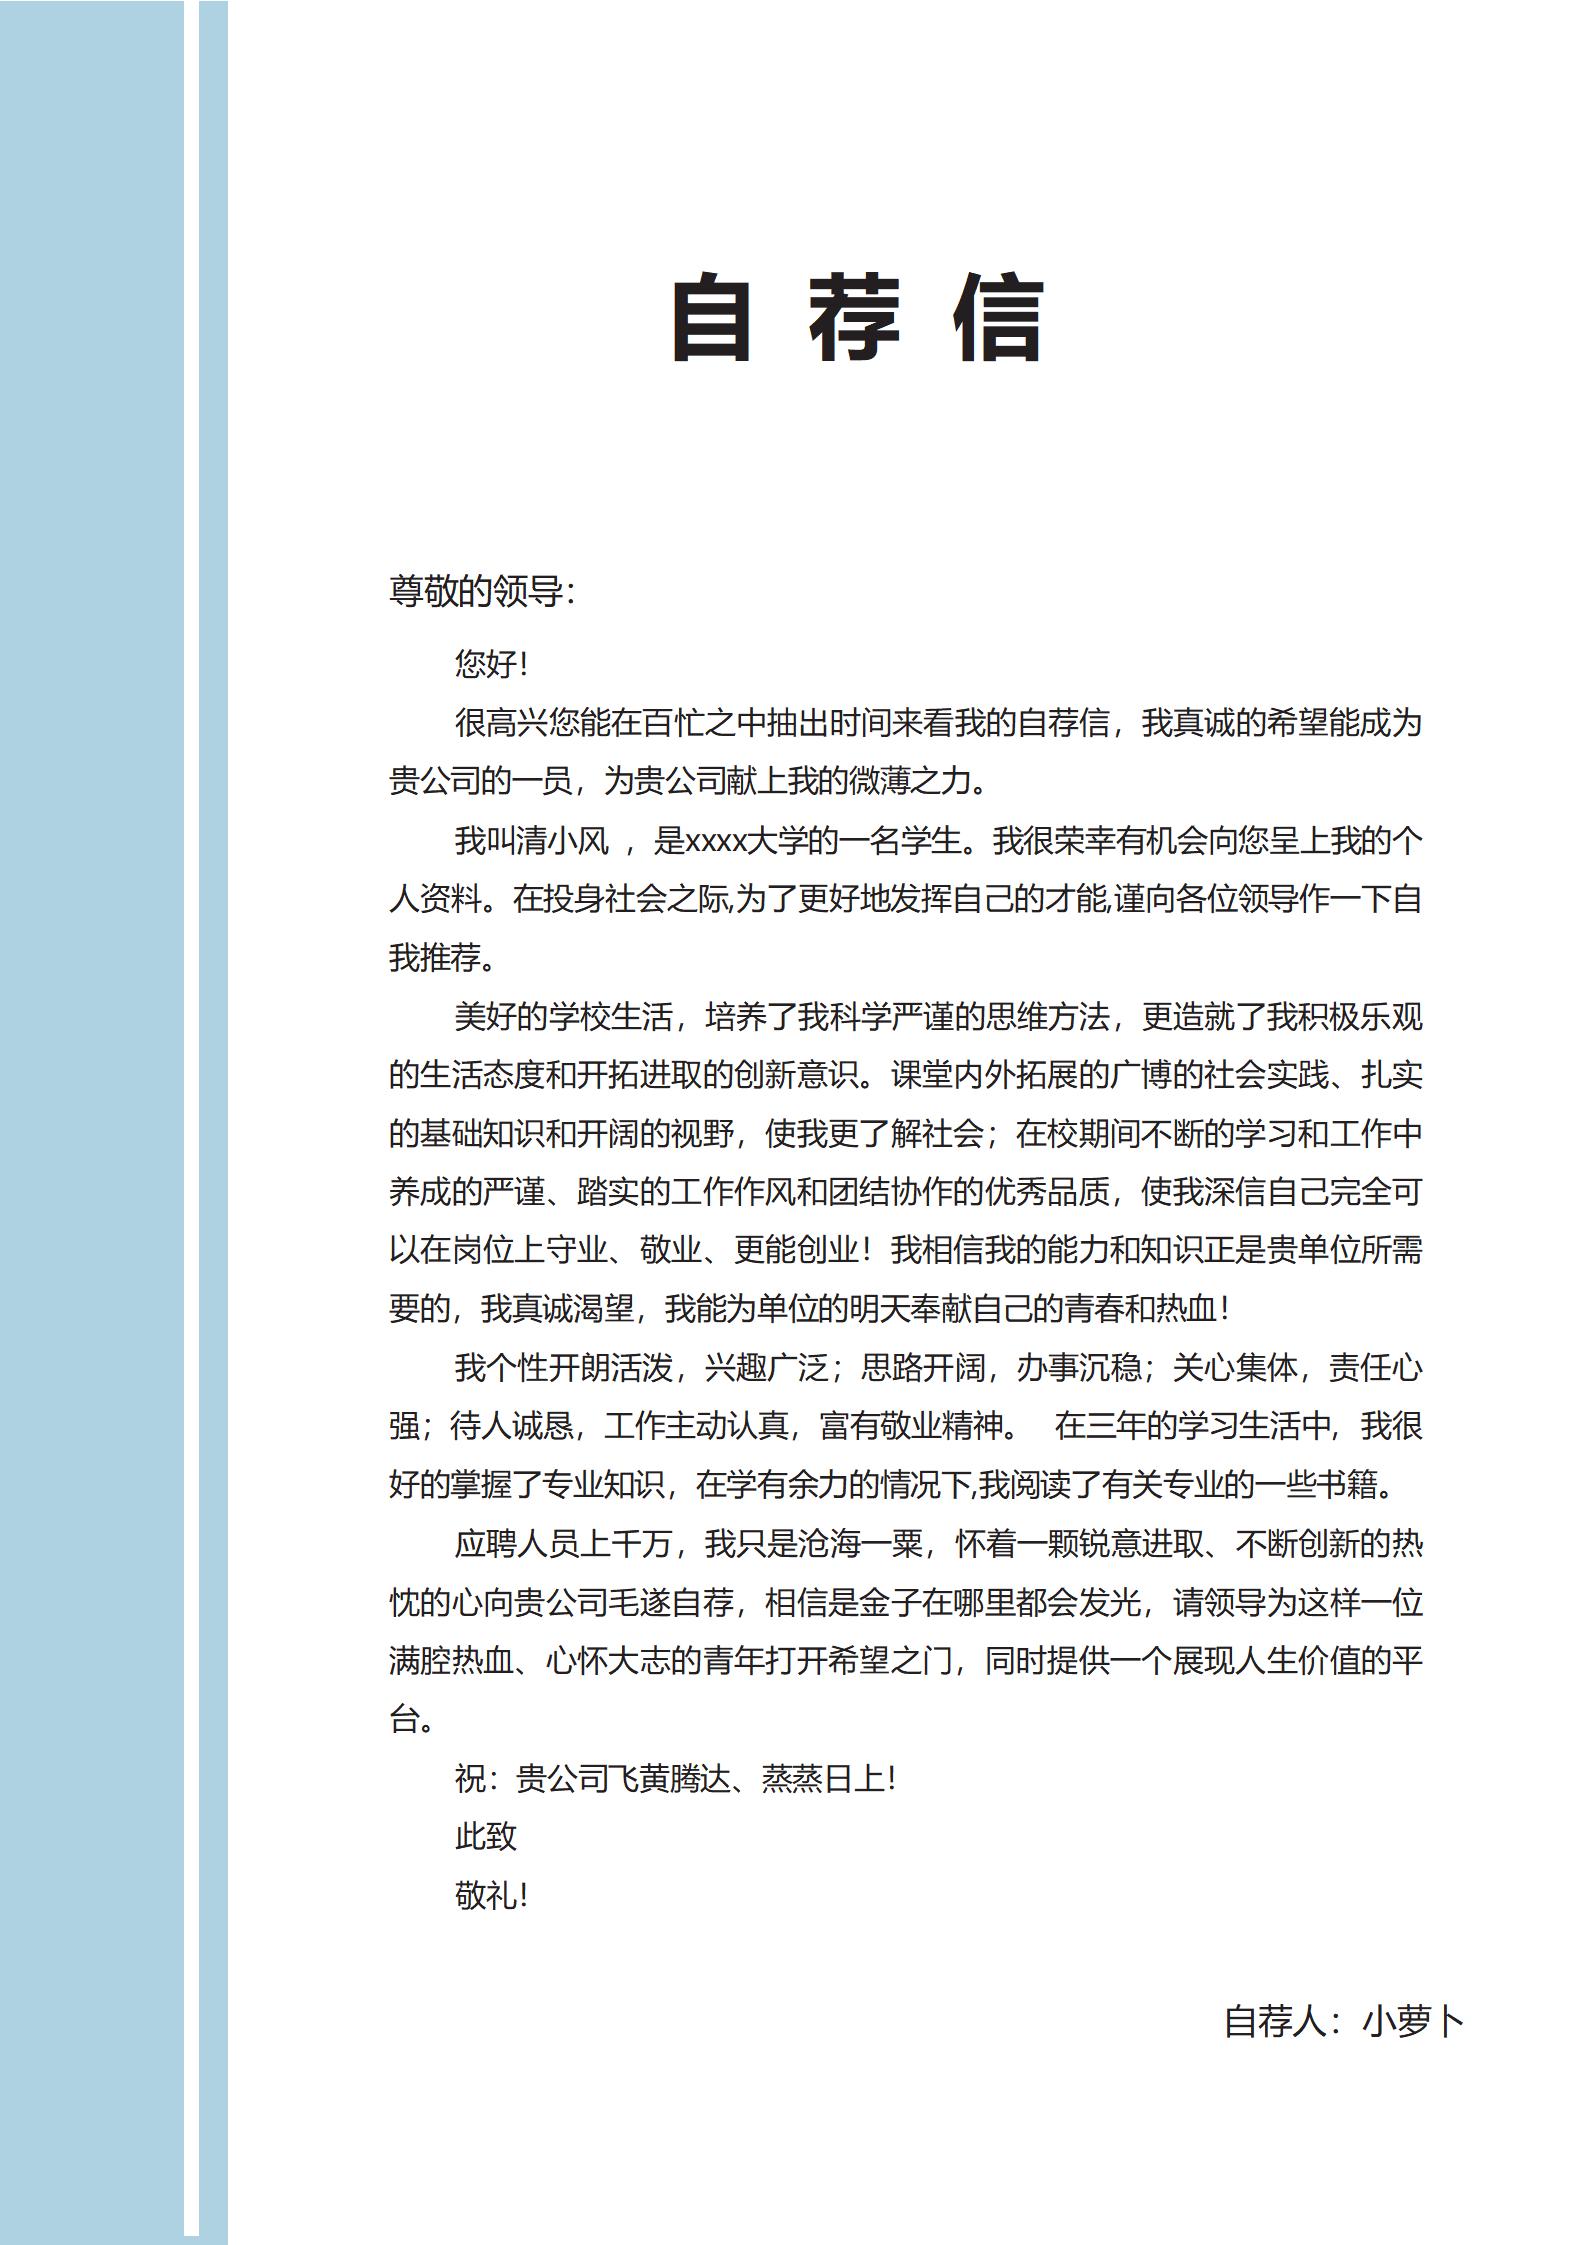 自 荐 信
尊敬的领导：
您好！
很高兴您能在百忙之中抽出时间来看我的自荐信，我真诚的希望能成为
贵公司的一员，为贵公司献上我的微薄之力。
我叫清小风 ，是xxxx大学的一名学生。我很荣幸有机会向您呈上我的个
人资料。在投身社会之际,为了更好地发挥自己的才能,谨向各位领导作一下自
我推荐。
美好的学校生活，培养了我科学严谨的思维方法，更造就了我积极乐观
的生活态度和开拓进取的创新意识。课堂内外拓展的广博的社会实践、扎实
的基础知识和开阔的视野，使我更了解社会；在校期间不断的学习和工作中
养成的严谨、踏实的工作作风和团结协作的优秀品质，使我深信自己完全可
以在岗位上守业、敬业、更能创业！我相信我的能力和知识正是贵单位所需
要的，我真诚渴望，我能为单位的明天奉献自己的青春和热血！
我个性开朗活泼，兴趣广泛；思路开阔，办事沉稳；关心集体，责任心
强；待人诚恳，工作主动认真，富有敬业精神。 在三年的学习生活中，我很
好的掌握了专业知识，在学有余力的情况下,我阅读了有关专业的一些书籍。
应聘人员上千万，我只是沧海一粟，怀着一颗锐意进取、不断创新的热
忱的心向贵公司毛遂自荐，相信是金子在哪里都会发光，请领导为这样一位
满腔热血、心怀大志的青年打开希望之门，同时提供一个展现人生价值的平
台。
祝：贵公司飞黄腾达、蒸蒸日上！
此致
敬礼！
自荐人：小萝卜